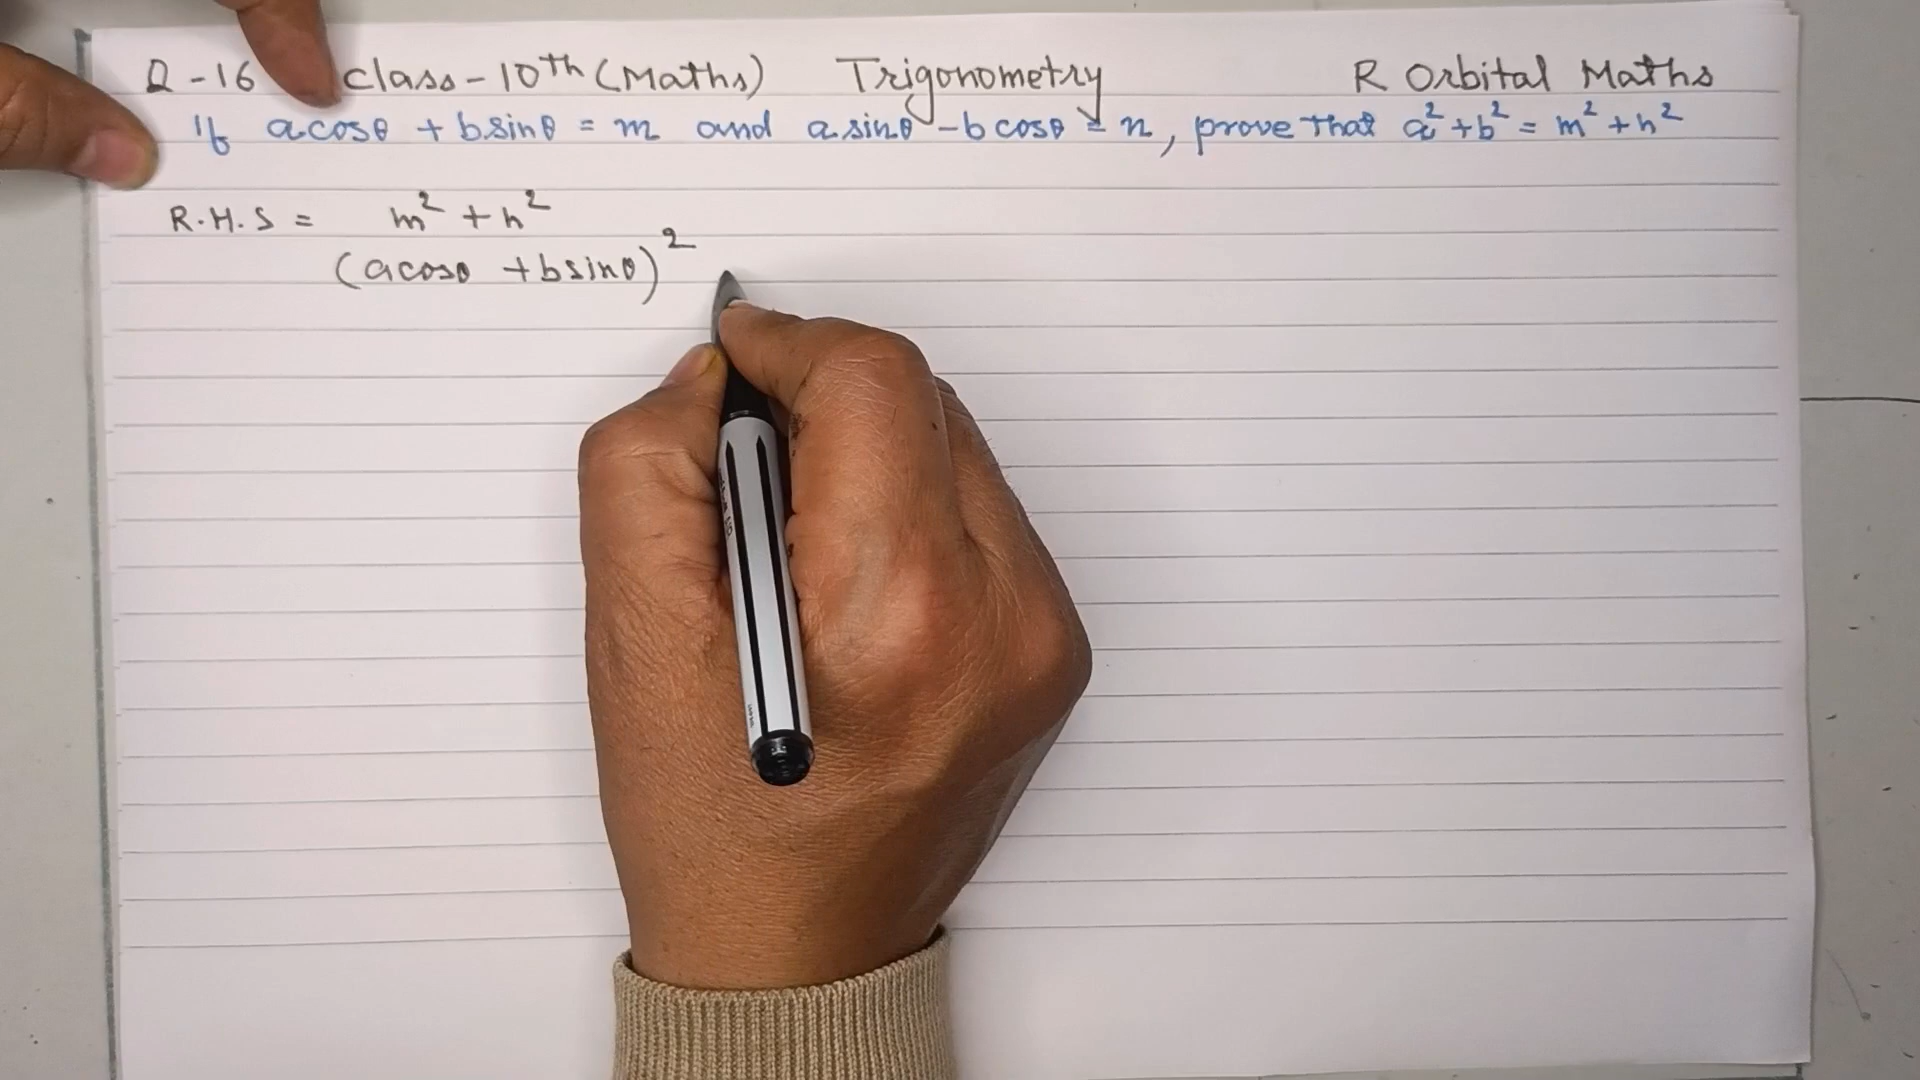 Q-16 class-10th (Maths) Trigonometry R Orbital Maths
If acosθ + bsinθ = m and asinθ - bcosθ = n, prove that a² + b² = m² + n²
R.H.S = m² + n²
(acosθ + bsinθ)²